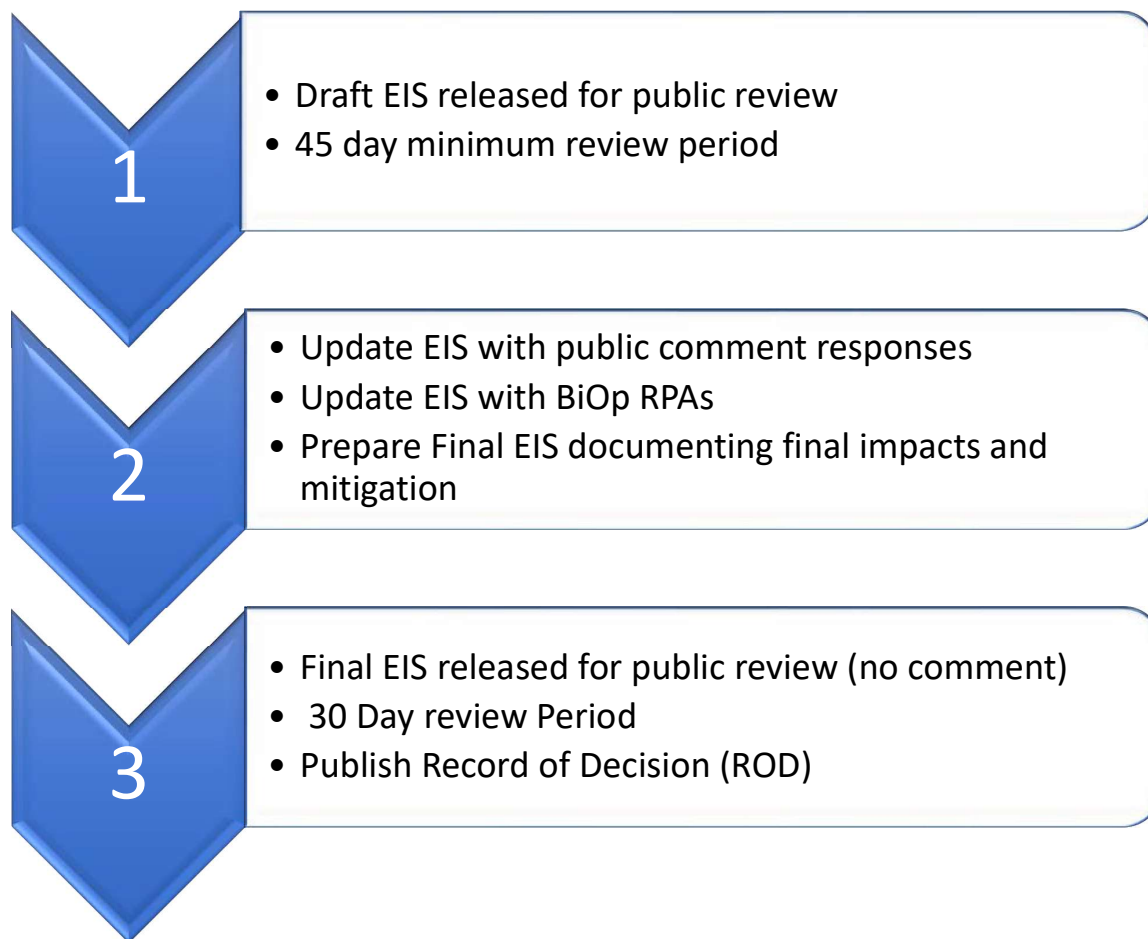 1
• Draft EIS released for public review
• 45 day minimum review period
2
• Update EIS with public comment responses
• Update EIS with BiOp RPAs
• Prepare Final EIS documenting final impacts and
mitigation
3
• Final EIS released for public review (no comment)
• 30 Day review Period
• Publish Record of Decision (ROD)